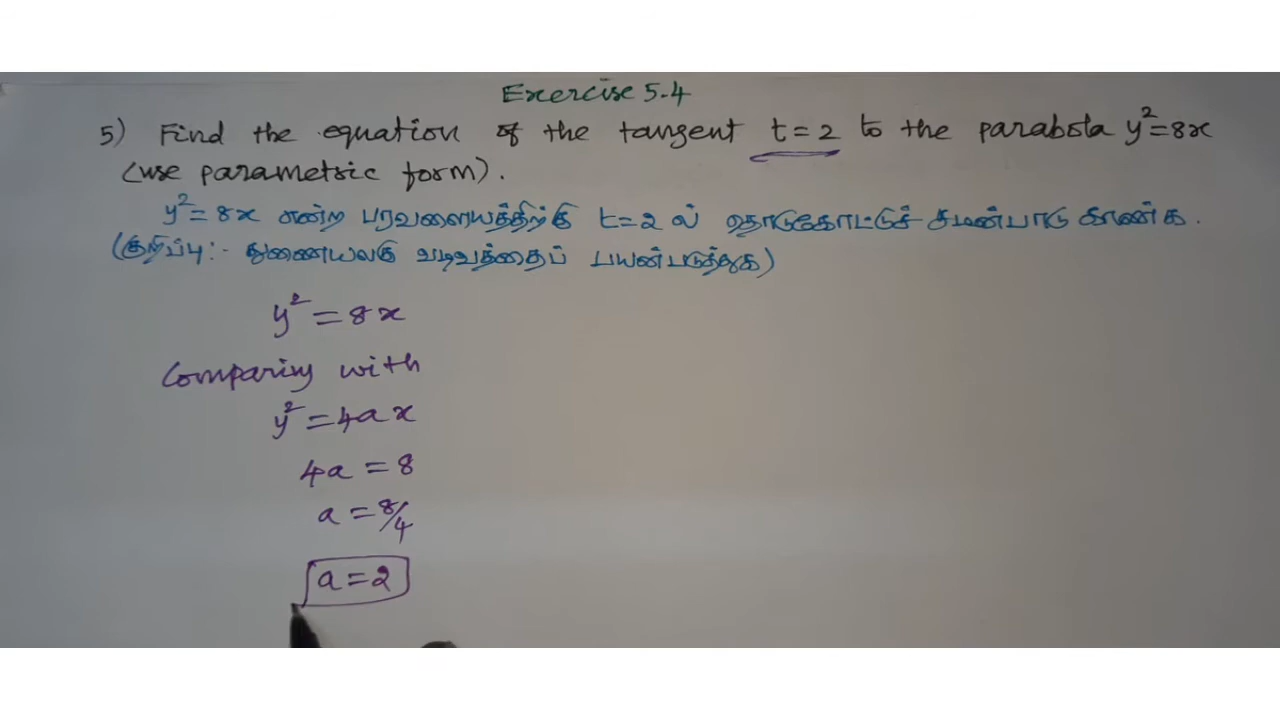 Exercise 5.4
5) Find the equation of the tangent t = 2 to the parabola y² = 8x
(use parametric form).
y² = 8x என்ற பரவளையத்திற்கு t = 2 ல் தொடுகோட்டுச் சமன்பாடு காண்க.
(குறிப்பு:- துணையலகு வடிவத்தைப் பயன்படுத்துக)
y² = 8x
Comparing with
y² = 4ax
4a = 8
a = 8/4
a = 2